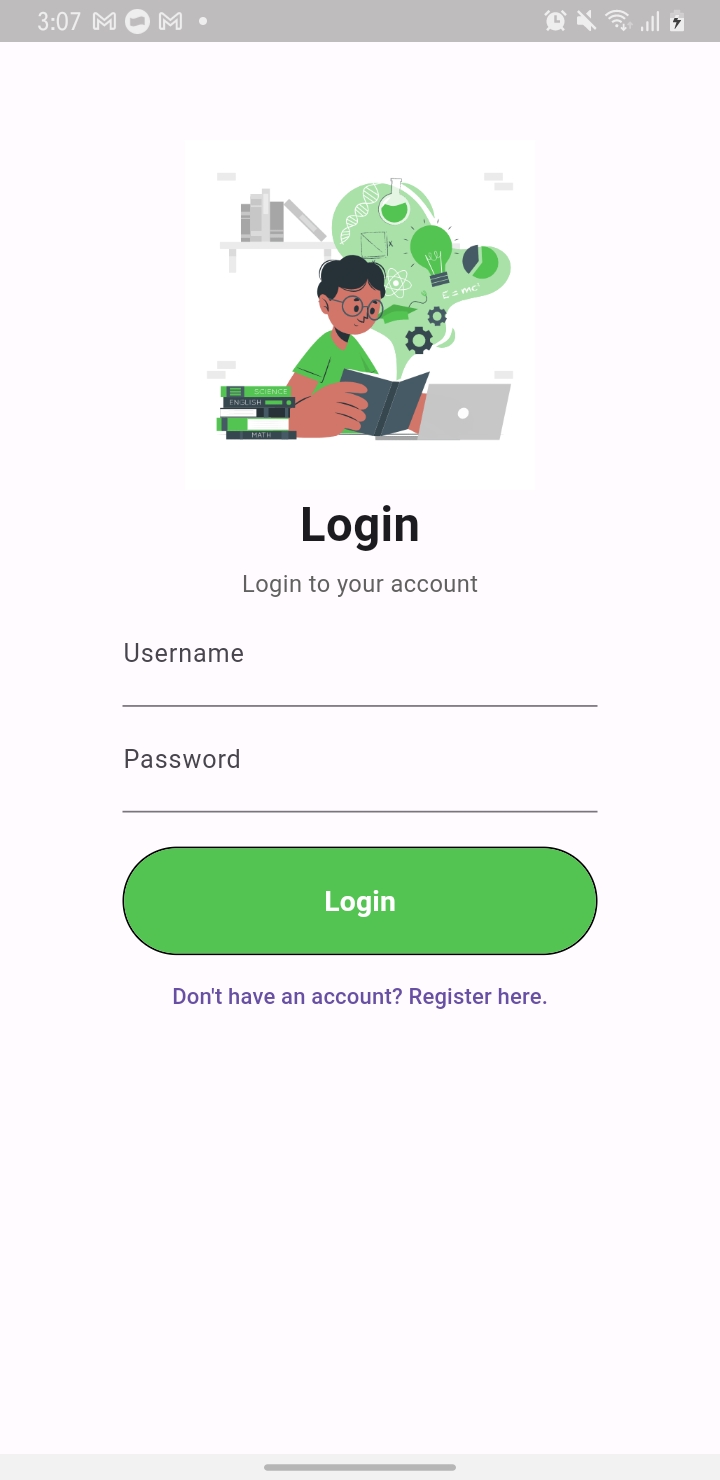 3:07
x
E = mc²
SCIENCE
ENGLISH
MATH
Login
Login to your account
Username
Password
Login
Don't have an account? Register here.